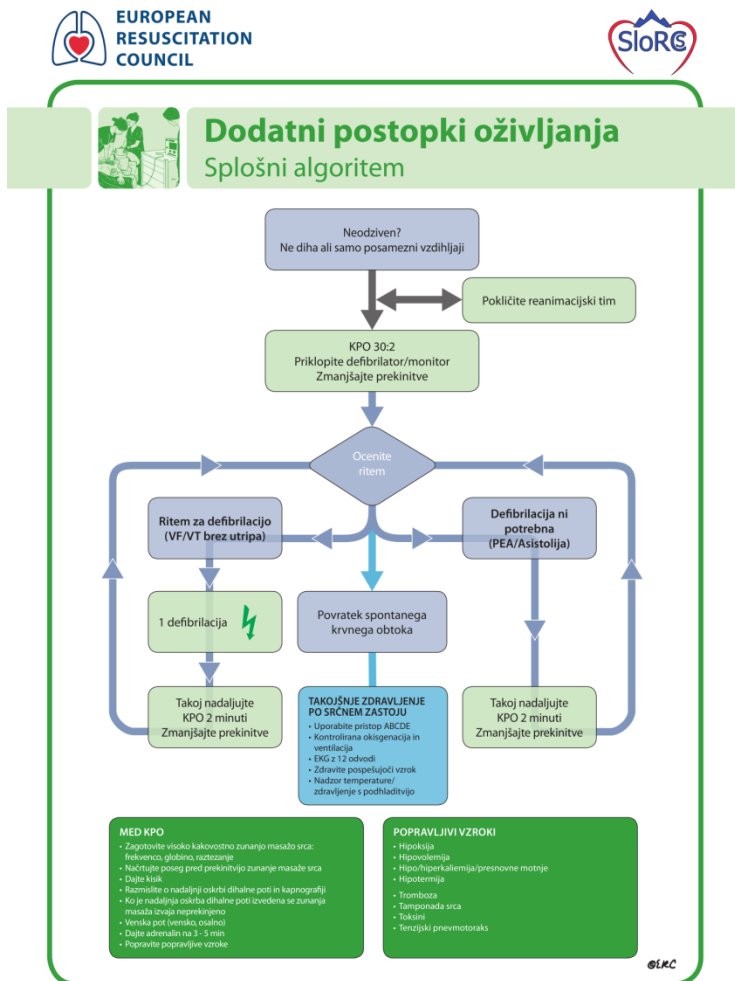 EUROPEAN
RESUSCITATION
COUNCIL
SloRCS
Dodatni postopki oživljanja
Splošni algoritem
Neodziven?
Ne diha ali samo posamezni vzdihljaji
Pokličite reanimacijski tim
KPO 30:2
Priklopite defibrilator/monitor
Zmanjšajte prekinitve
Ocenite
ritem
Ritem za defibrilacijo
(VF/VT brez utripa)
Defibrilacija ni
potrebna
(PEA/Asistolija)
1 defibrilacija
Povratek spontanega
krvnega obtoka
Takoj nadaljujte
KPO 2 minuti
Zmanjšajte prekinitve
TAKOJŠNJE ZDRAVLJENJE
PO SRČNEM ZASTOJU
• Uporabite pristop ABCDE
• Kontrolirana okisgenacija in
ventilacija
• EKG z 12 odvodi
• Zdravite pospešujoči vzrok
• Nadzor temperature/
zdravljenje s podhladitvijo
Takoj nadaljujte
KPO 2 minuti
Zmanjšajte prekinitve
MED KPO
• Zagotovite visoko kakovostno zunanjo masažo srca:
frekvenco, globino, raztezanje
• Načrtujte poseg pred prekinitvijo zunanje masaže srca
• Dajte kisik
• Razmislite o nadaljnji oskrbi dihalne poti in kapnografiji
• Ko je nadaljnja oskrba dihalne poti izvedena se zunanja
masaža izvaja neprekinjeno
• Venska pot (vensko, osalno)
• Dajte adrenalin na 3 - 5 min
• Popravite popravljive vzroke
POPRAVLJIVI VZROKI
• Hipoksija
• Hipovolemija
• Hipo/hiperkaliemija/presnovne motnje
• Hipotermija
• Tromboza
• Tamponada srca
• Toksini
• Tenzijski pnevmotoraks
©ERC